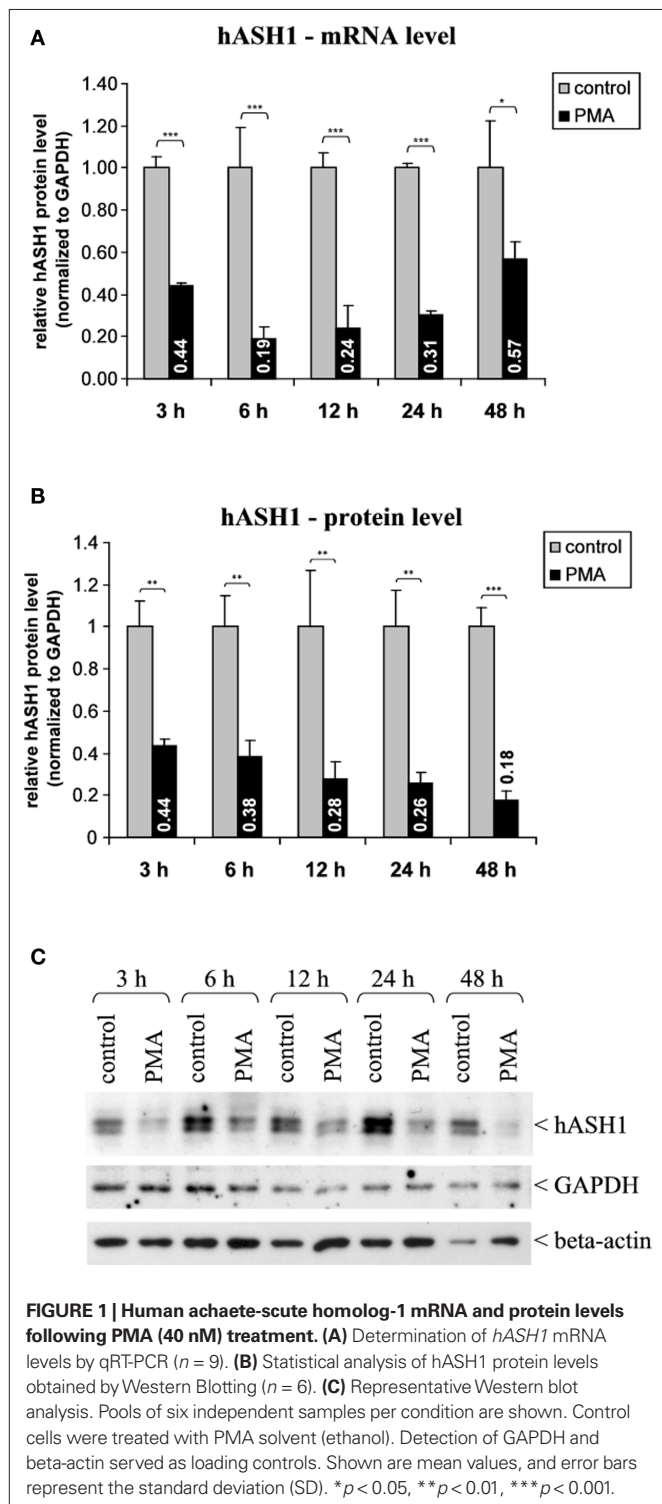 A
hASH1 - mRNA level
relative hASH1 protein level
(normalized to GAPDH)
1.40
1.20
1.00
0.80
0.60
0.40
0.20
0.00
control
PMA
***
***
***
***
*
0.44
0.19
0.24
0.31
0.57
3 h
6 h
12 h
24 h
48 h
B
hASH1 - protein level
relative hASH1 protein level
(normalized to GAPDH)
1.4
1.2
1
0.8
0.6
0.4
0.2
0
control
PMA
**
**
**
**
***
0.44
0.38
0.28
0.26
0.18
3 h
6 h
12 h
24 h
48 h
C
3 h 6 h 12 h 24 h 48 h
control PMA control PMA control PMA control PMA control PMA
< hASH1
< GAPDH
< beta-actin
FIGURE 1 | Human achaete-scute homolog-1 mRNA and protein levels
following PMA (40 nM) treatment. (A) Determination of hASH1 mRNA
levels by qRT-PCR (n = 9). (B) Statistical analysis of hASH1 protein levels
obtained by Western Blotting (n = 6). (C) Representative Western blot
analysis. Pools of six independent samples per condition are shown. Control
cells were treated with PMA solvent (ethanol). Detection of GAPDH and
beta-actin served as loading controls. Shown are mean values, and error bars
represent the standard deviation (SD). *p < 0.05, **p < 0.01, ***p < 0.001.